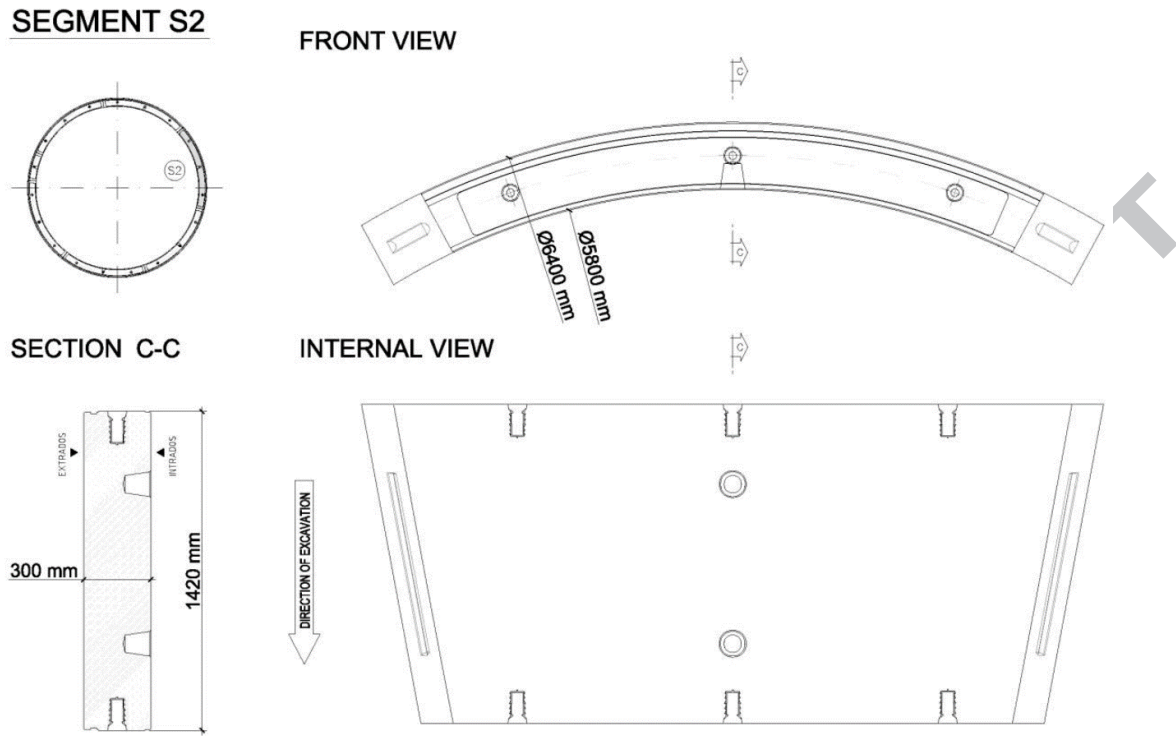 SEGMENT S2
FRONT VIEW
C
S2
Ø6400 mm
Ø5800 mm
C
T
SECTION C-C
INTERNAL VIEW
C
EXTRADOS
INTRADOS
300 mm
1420 mm
DIRECTION OF EXCAVATION